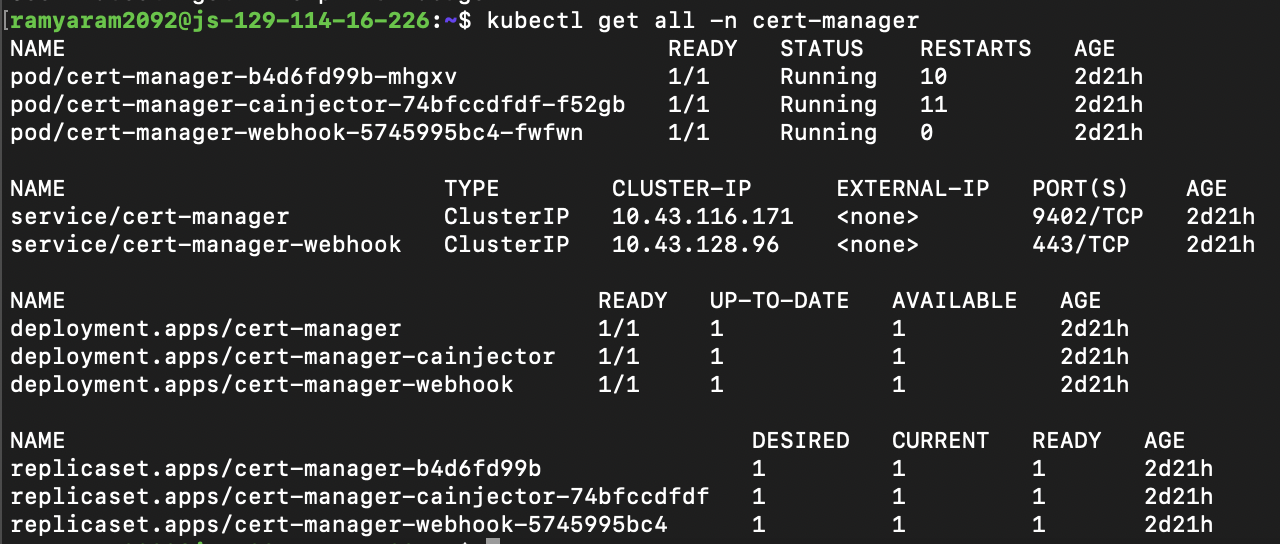 ramyaram2092@js-129-114-16-226:~$ kubectl get all -n cert-manager
NAME READY STATUS RESTARTS AGE
pod/cert-manager-b4d6fd99b-mhgxv 1/1 Running 10 2d21h
pod/cert-manager-cainjector-74bfccdfdf-f52gb 1/1 Running 11 2d21h
pod/cert-manager-webhook-5745995bc4-fwfwn 1/1 Running 0 2d21h
NAME TYPE CLUSTER-IP EXTERNAL-IP PORT(S) AGE
service/cert-manager ClusterIP 10.43.116.171 <none> 9402/TCP 2d21h
service/cert-manager-webhook ClusterIP 10.43.128.96 <none> 443/TCP 2d21h
NAME READY UP-TO-DATE AVAILABLE AGE
deployment.apps/cert-manager 1/1 1 1 2d21h
deployment.apps/cert-manager-cainjector 1/1 1 1 2d21h
deployment.apps/cert-manager-webhook 1/1 1 1 2d21h
NAME DESIRED CURRENT READY AGE
replicaset.apps/cert-manager-b4d6fd99b 1 1 1 2d21h
replicaset.apps/cert-manager-cainjector-74bfccdfdf 1 1 1 2d21h
replicaset.apps/cert-manager-webhook-5745995bc4 1 1 1 2d21h